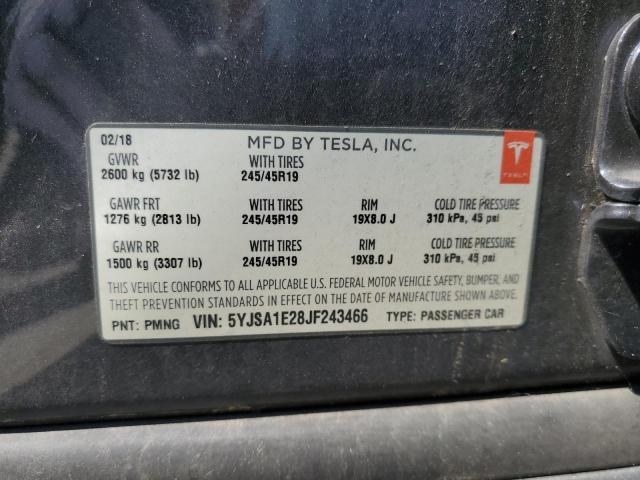 02/18 MFD BY TESLA, INC.
TESLA
GVWR WITH TIRES
2600 kg (5732 lb) 245/45R19
GAWR FRT WITH TIRES RIM COLD TIRE PRESSURE
1276 kg (2813 lb) 245/45R19 19X8.0 J 310 kPa, 45 psi
GAWR RR WITH TIRES RIM COLD TIRE PRESSURE
1500 kg (3307 lb) 245/45R19 19X8.0 J 310 kPa, 45 psi
THIS VEHICLE CONFORMS TO ALL APPLICABLE U.S. FEDERAL MOTOR VEHICLE SAFETY, BUMPER, AND
THEFT PREVENTION STANDARDS IN EFFECT ON THE DATE OF MANUFACTURE SHOWN ABOVE.
PNT: PMNG VIN: 5YJSA1E28JF243466 TYPE: PASSENGER CAR